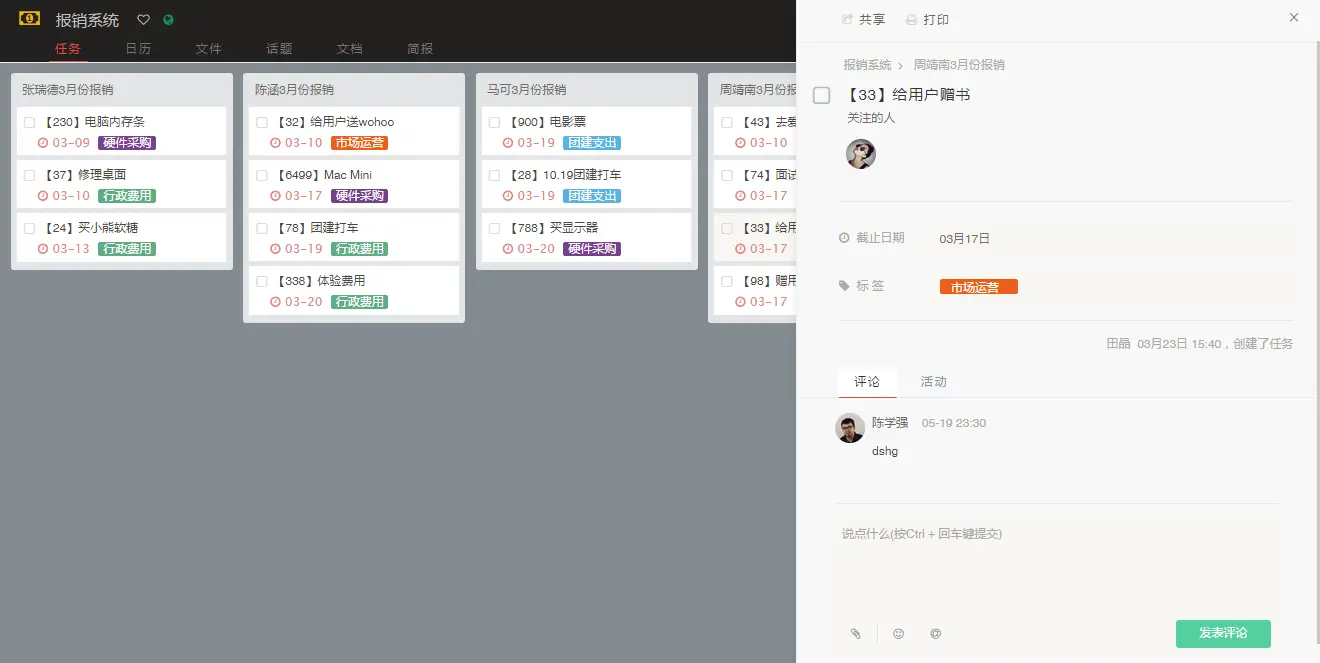 报销系统
任务 日历 文件 话题 文档 简报
张瑞德3月份报销
【230】电脑内存条
03-09 硬件采购
【37】修理桌面
03-10 行政费用
【24】买小熊软糖
03-13 行政费用
陈涵3月份报销
【32】给用户送wohoo
03-10 市场运营
【6499】Mac Mini
03-17 硬件采购
【78】团建打车
03-19 行政费用
【338】体验费用
03-20 行政费用
马可3月份报销
【900】电影票
03-19 团建支出
【28】10.19团建打车
03-19 团建支出
【788】买显示器
03-20 硬件采购
周靖南3月份报
【43】去爱
03-10
【74】面试
03-17
【33】给用
03-17
【98】赠用
03-17
共享 打印
报销系统 > 周靖南3月份报销
【33】给用户赠书
关注的人
截止日期 03月17日
标签 市场运营
田晶 03月23日 15:40，创建了任务
评论 活动
陈学强 05-19 23:30
dshg
说点什么(按Ctrl + 回车键提交)
@
发表评论